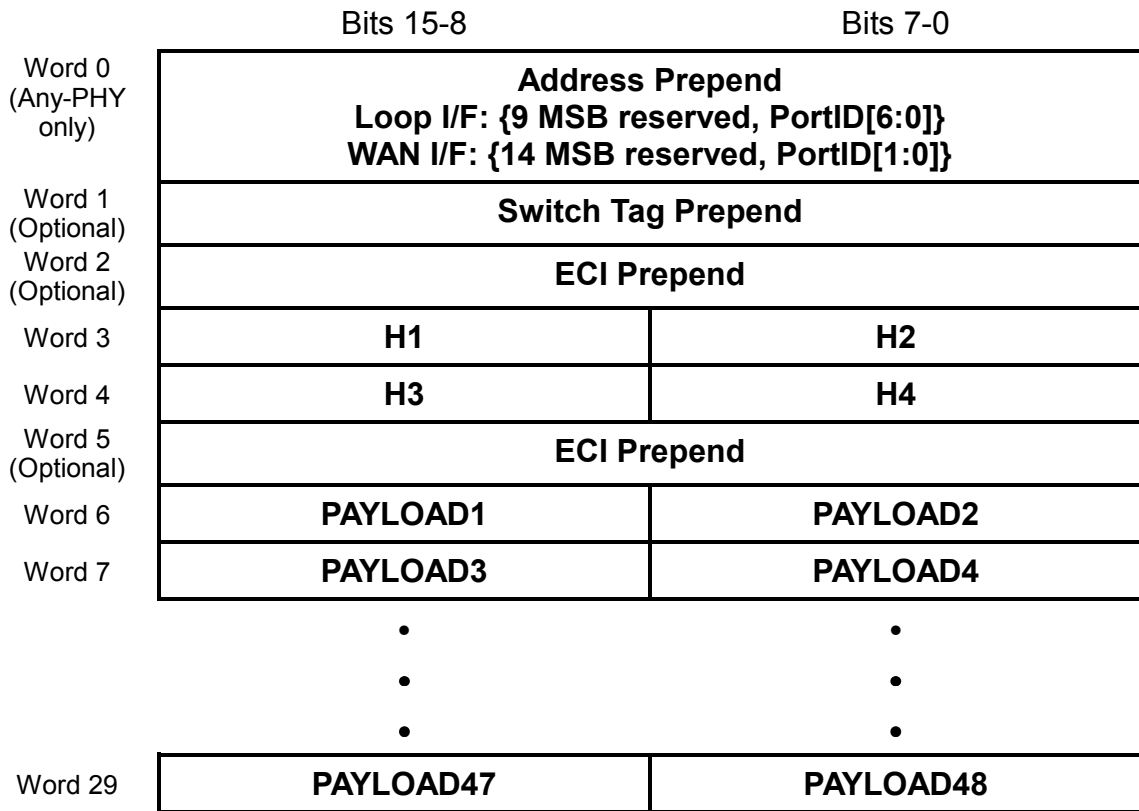 Bits 15-8 Bits 7-0
Word 0
(Any-PHY
only)
Address Prepend
Loop I/F: {9 MSB reserved, PortID[6:0]}
WAN I/F: {14 MSB reserved, PortID[1:0]}
Word 1
(Optional)
Switch Tag Prepend
Word 2
(Optional)
ECI Prepend
Word 3 H1 H2
Word 4 H3 H4
Word 5
(Optional)
ECI Prepend
Word 6 PAYLOAD1 PAYLOAD2
Word 7 PAYLOAD3 PAYLOAD4
Word 29 PAYLOAD47 PAYLOAD48